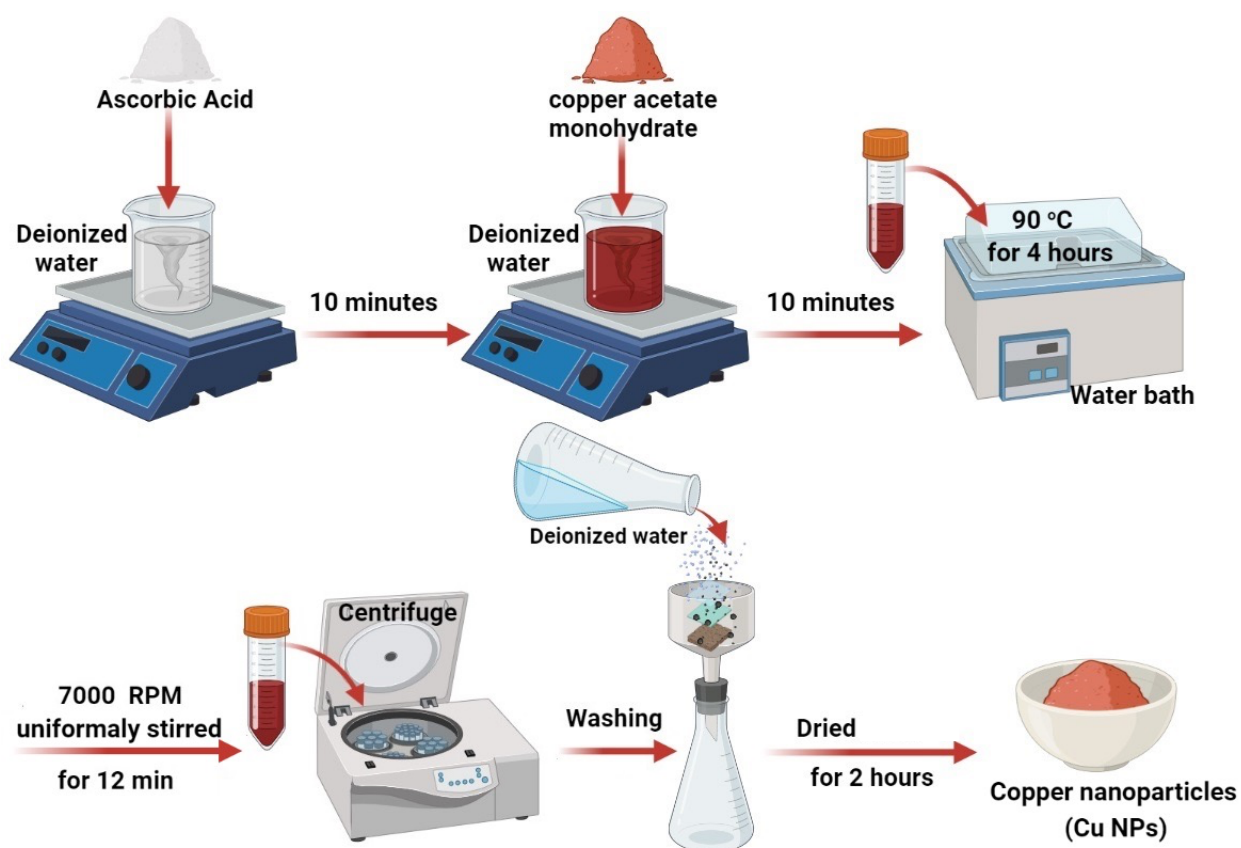 Ascorbic Acid
copper acetate
monohydrate
Deionized
water
10 minutes
Deionized
water
10 minutes
90 °C
for 4 hours
Water bath
Deionized water
7000 RPM
uniformaly stirred
for 12 min
Centrifuge
Washing
Dried
for 2 hours
Copper nanoparticles
(Cu NPs)